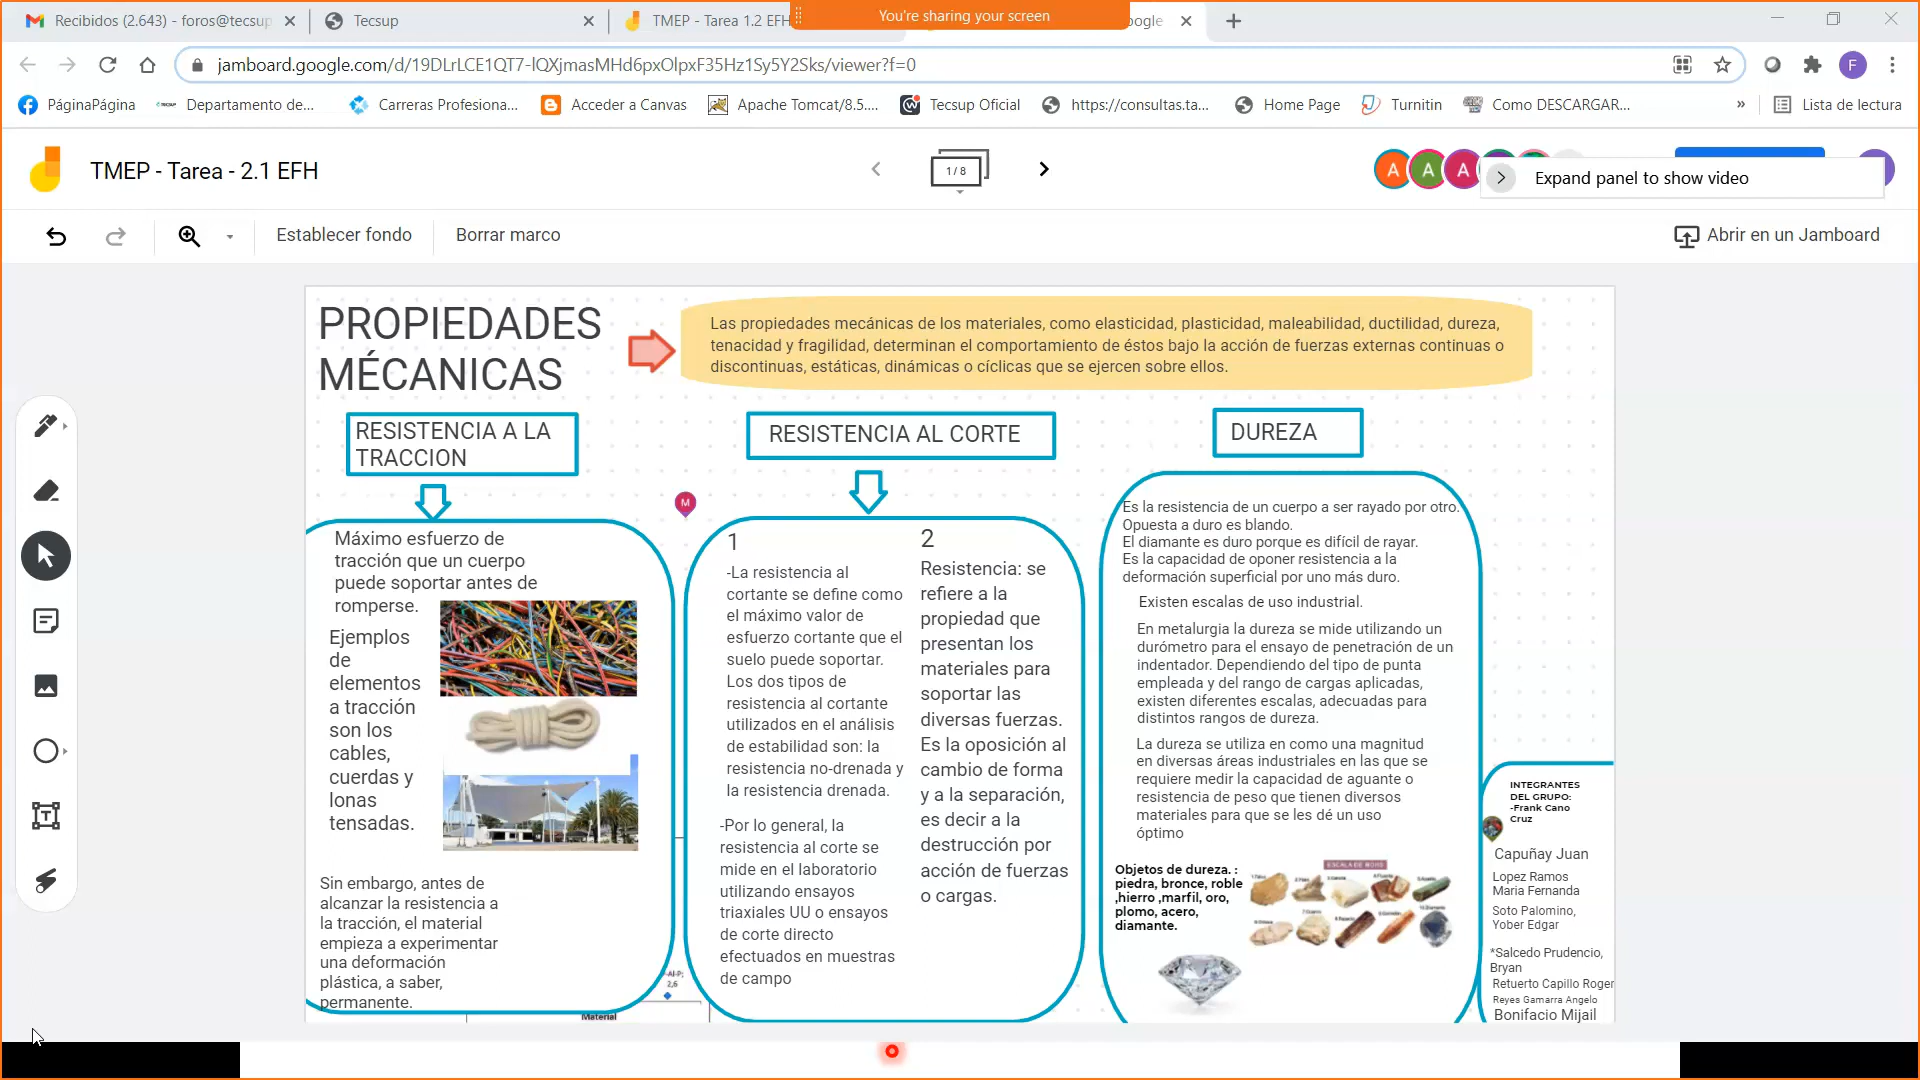 Recibidos (2.643) - foros@tecsup
Tecsup
TMEP - Tarea 1.2 EFH
You're sharing your screen
oogle
jamboard.google.com/d/19DLrLCE1QT7-lQXjmasMHd6pxOlpxF35Hz1Sy5Y2Sks/viewer?f=0
F
PáginaPágina
Departamento de...
Carreras Profesiona...
Acceder a Canvas
Apache Tomcat/8.5....
Tecsup Oficial
https://consultas.ta...
Home Page
Turnitin
Como DESCARGAR...
»
Lista de lectura
TMEP - Tarea - 2.1 EFH
1/8
A
A
A
Expand panel to show video
Establecer fondo
Borrar marco
Abrir en un Jamboard
PROPIEDADES
MÉCANICAS
Las propiedades mecánicas de los materiales, como elasticidad, plasticidad, maleabilidad, ductilidad, dureza,
tenacidad y fragilidad, determinan el comportamiento de éstos bajo la acción de fuerzas externas continuas o
discontinuas, estáticas, dinámicas o cíclicas que se ejercen sobre ellos.
RESISTENCIA A LA
TRACCION
Máximo esfuerzo de
tracción que un cuerpo
puede soportar antes de
romperse.
Ejemplos
de
elementos
a tracción
son los
cables,
cuerdas y
lonas
tensadas.
Sin embargo, antes de
alcanzar la resistencia a
la tracción, el material
empieza a experimentar
una deformación
plástica, a saber,
permanente.
M
-Al-P;
2,6
Material
RESISTENCIA AL CORTE
1
-La resistencia al
cortante se define como
el máximo valor de
esfuerzo cortante que el
suelo puede soportar.
Los dos tipos de
resistencia al cortante
utilizados en el análisis
de estabilidad son: la
resistencia no-drenada y
la resistencia drenada.
-Por lo general, la
resistencia al corte se
mide en el laboratorio
utilizando ensayos
triaxiales UU o ensayos
de corte directo
efectuados en muestras
de campo
2
Resistencia: se
refiere a la
propiedad que
presentan los
materiales para
soportar las
diversas fuerzas.
Es la oposición al
cambio de forma
y a la separación,
es decir a la
destrucción por
acción de fuerzas
o cargas.
DUREZA
Es la resistencia de un cuerpo a ser rayado por otro.
Opuesta a duro es blando.
El diamante es duro porque es difícil de rayar.
Es la capacidad de oponer resistencia a la
deformación superficial por uno más duro.
Existen escalas de uso industrial.
En metalurgia la dureza se mide utilizando un
durómetro para el ensayo de penetración de un
indentador. Dependiendo del tipo de punta
empleada y del rango de cargas aplicadas,
existen diferentes escalas, adecuadas para
distintos rangos de dureza.
La dureza se utiliza en como una magnitud
en diversas áreas industriales en las que se
requiere medir la capacidad de aguante o
resistencia de peso que tienen diversos
materiales para que se les dé un uso
óptimo
Objetos de dureza. :
piedra, bronce, roble
,hierro ,marfil, oro,
plomo, acero,
diamante.
ESCALA DE MOHS
INTEGRANTES
DEL GRUPO:
-Frank Cano
Cruz
Capuñay Juan
Lopez Ramos
Maria Fernanda
Soto Palomino,
Yober Edgar
*Salcedo Prudencio,
Bryan
Retuerto Capillo Roger
Reyes Gamarra Angelo
Bonifacio Mijail